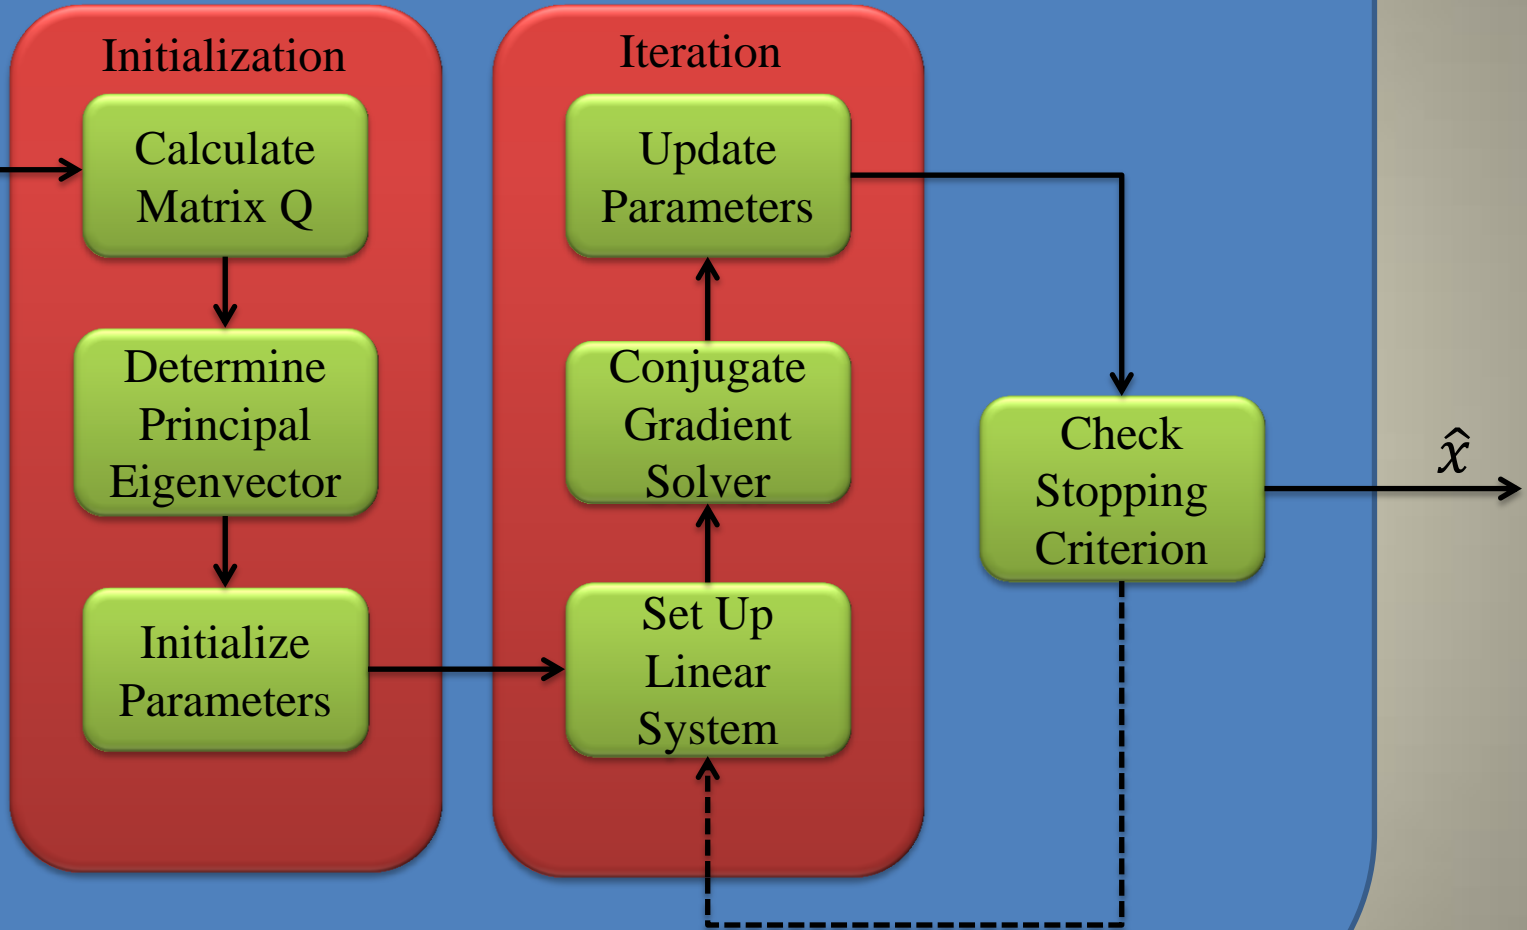 Initialization
Calculate
Matrix Q
Determine
Principal
Eigenvector
Initialize
Parameters
Iteration
Update
Parameters
Conjugate
Gradient
Solver
Set Up
Linear
System
Check
Stopping
Criterion
x̂